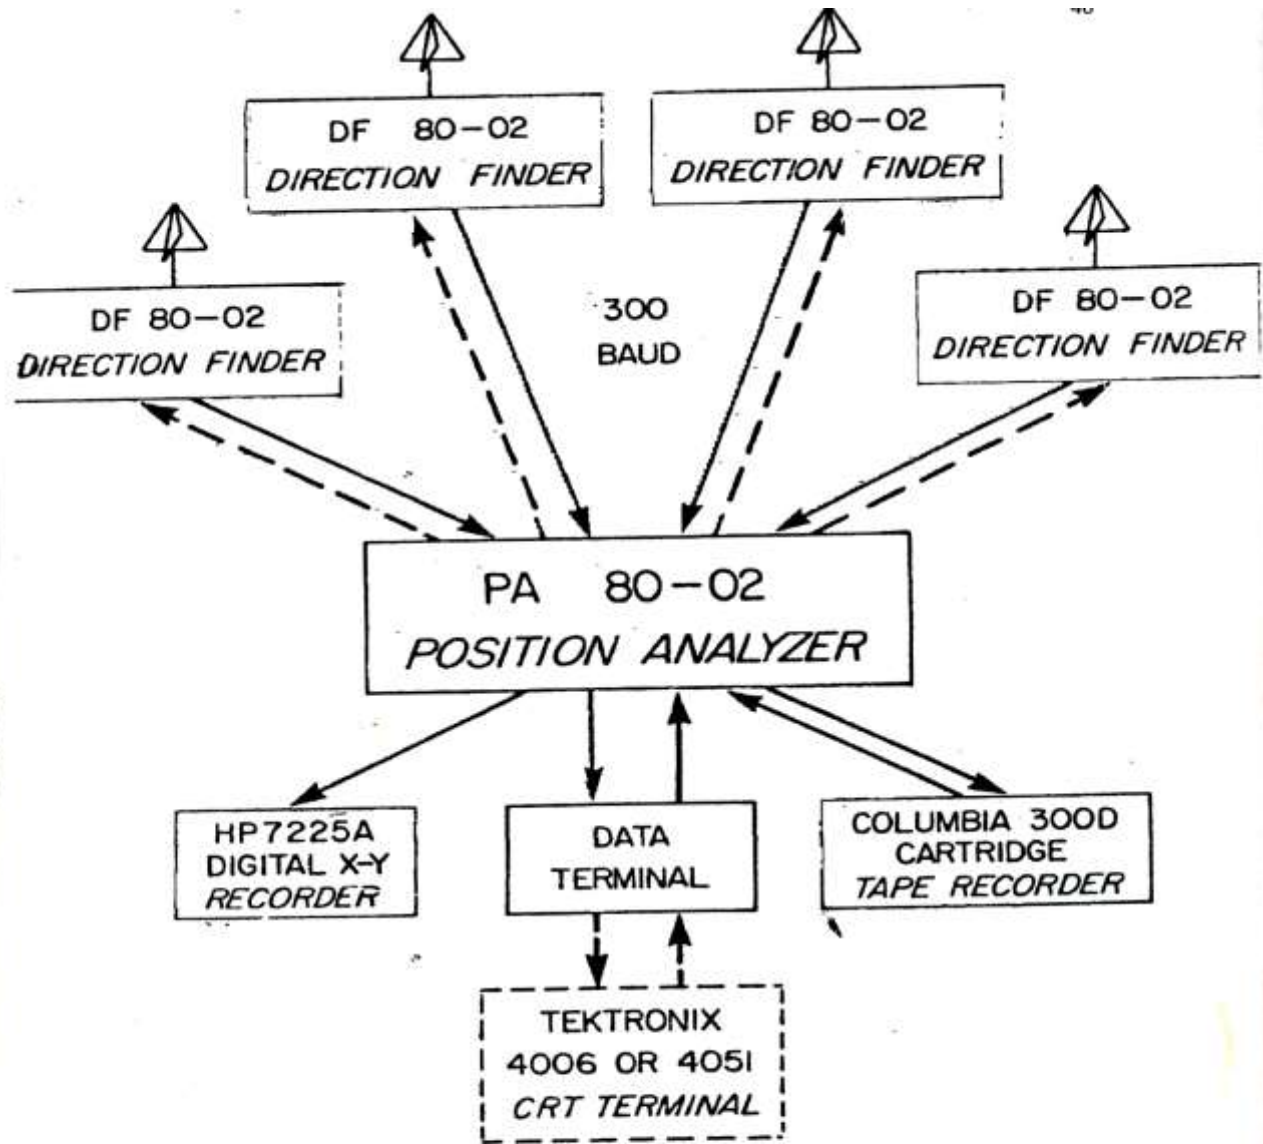 DF 80-02
DIRECTION FINDER
DF 80-02
DIRECTION FINDER
DF 80-02
DIRECTION FINDER
DF 80-02
DIRECTION FINDER
300
BAUD
PA 80-02
POSITION ANALYZER
HP7225A
DIGITAL X-Y
RECORDER
DATA
TERMINAL
COLUMBIA 300D
CARTRIDGE
TAPE RECORDER
TEKTRONIX
4006 OR 4051
CRT TERMINAL